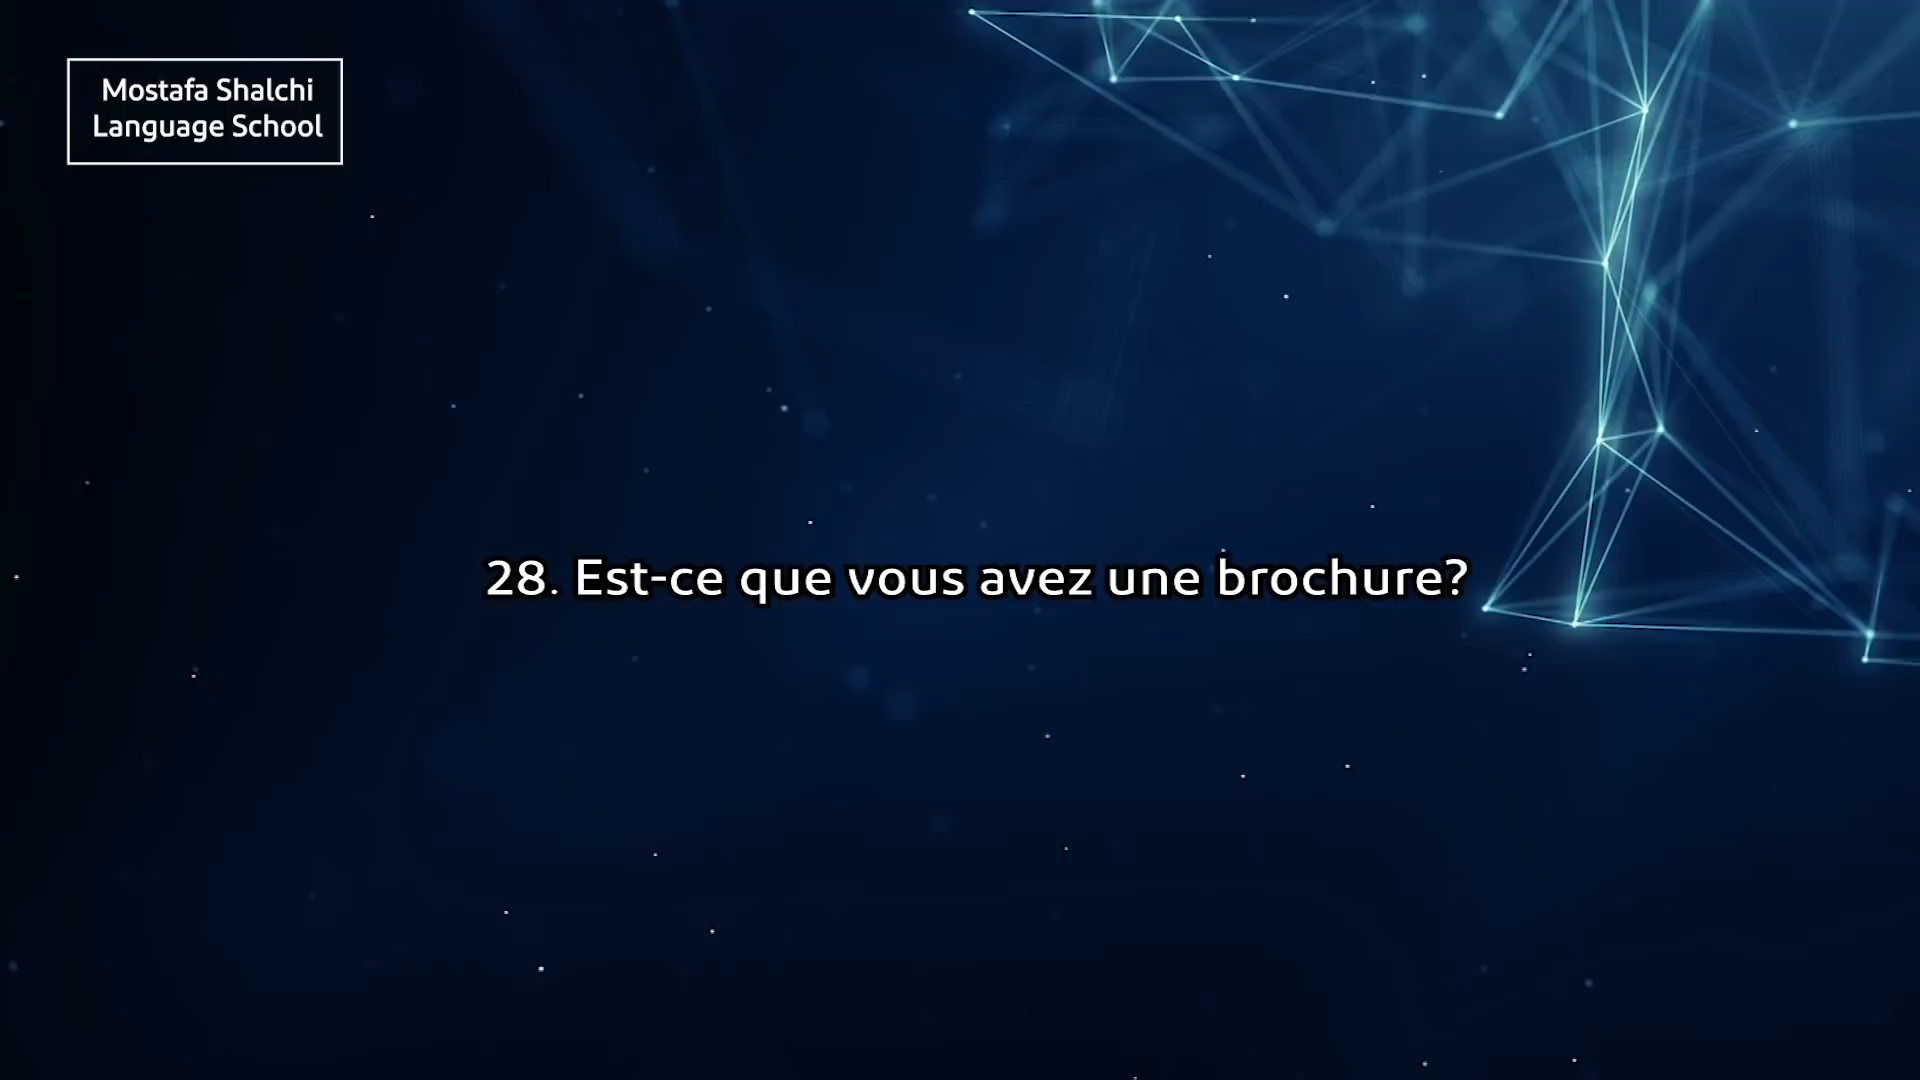 Mostafa Shalchi
Language School
28. Est-ce que vous avez une brochure?